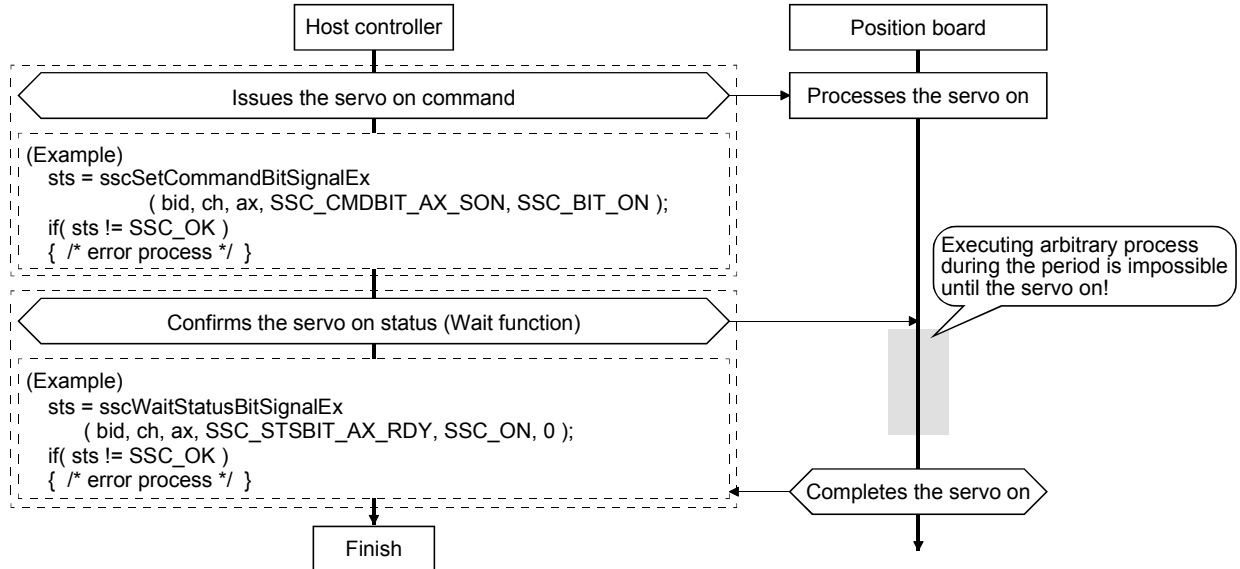 Host controller
Position board
Issues the servo on command
Processes the servo on
(Example)
sts = sscSetCommandBitSignalEx
( bid, ch, ax, SSC_CMDBIT_AX_SON, SSC_BIT_ON );
if( sts != SSC_OK )
{ /* error process */ }
Executing arbitrary process
during the period is impossible
until the servo on!
Confirms the servo on status (Wait function)
(Example)
sts = sscWaitStatusBitSignalEx
( bid, ch, ax, SSC_STSBIT_AX_RDY, SSC_ON, 0 );
if( sts != SSC_OK )
{ /* error process */ }
Completes the servo on
Finish